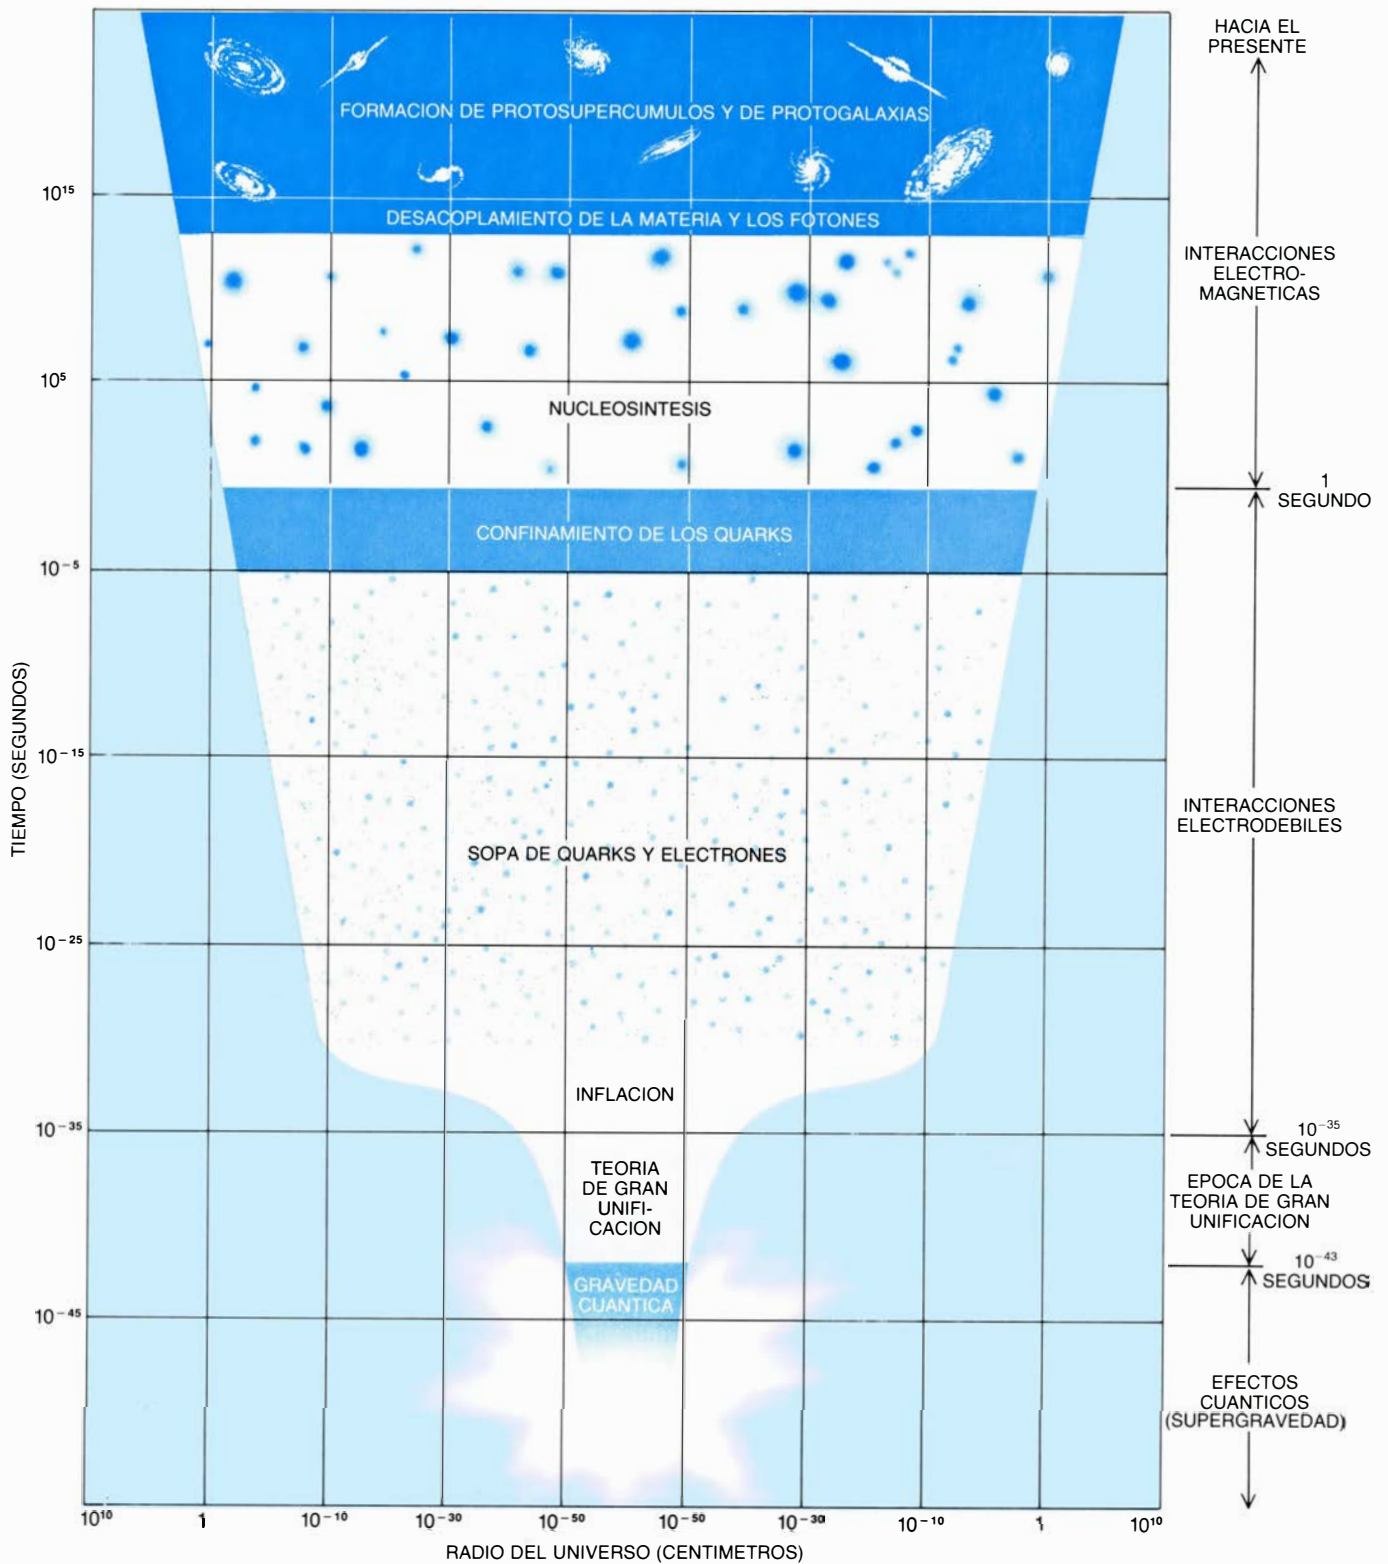 HACIA EL
PRESENTE
FORMACION DE PROTOSUPERCUMULOS Y DE PROTOGALAXIAS
10¹⁵
DESACOPLAMIENTO DE LA MATERIA Y LOS FOTONES
INTERACCIONES
ELECTRO-
MAGNETICAS
10⁵
NUCLEOSINTESIS
1
SEGUNDO
CONFINAMIENTO DE LOS QUARKS
10⁻⁵
TIEMPO (SEGUNDOS)
10⁻¹⁵
INTERACCIONES
ELECTRODEBILES
SOPA DE QUARKS Y ELECTRONES
10⁻²⁵
INFLACION
10⁻³⁵
10⁻³⁵
SEGUNDOS
TEORIA
DE GRAN
UNIFI-
CACION
EPOCA DE LA
TEORIA DE GRAN
UNIFICACION
10⁻⁴³
SEGUNDOS
GRAVEDAD
CUANTICA
10⁻⁴⁵
EFECTOS
CUANTICOS
(SUPERGRAVEDAD)
10¹⁰ 1 10⁻¹⁰ 10⁻³⁰ 10⁻⁵⁰ 10⁻⁵⁰ 10⁻³⁰ 10⁻¹⁰ 1 10¹⁰
RADIO DEL UNIVERSO (CENTIMETROS)